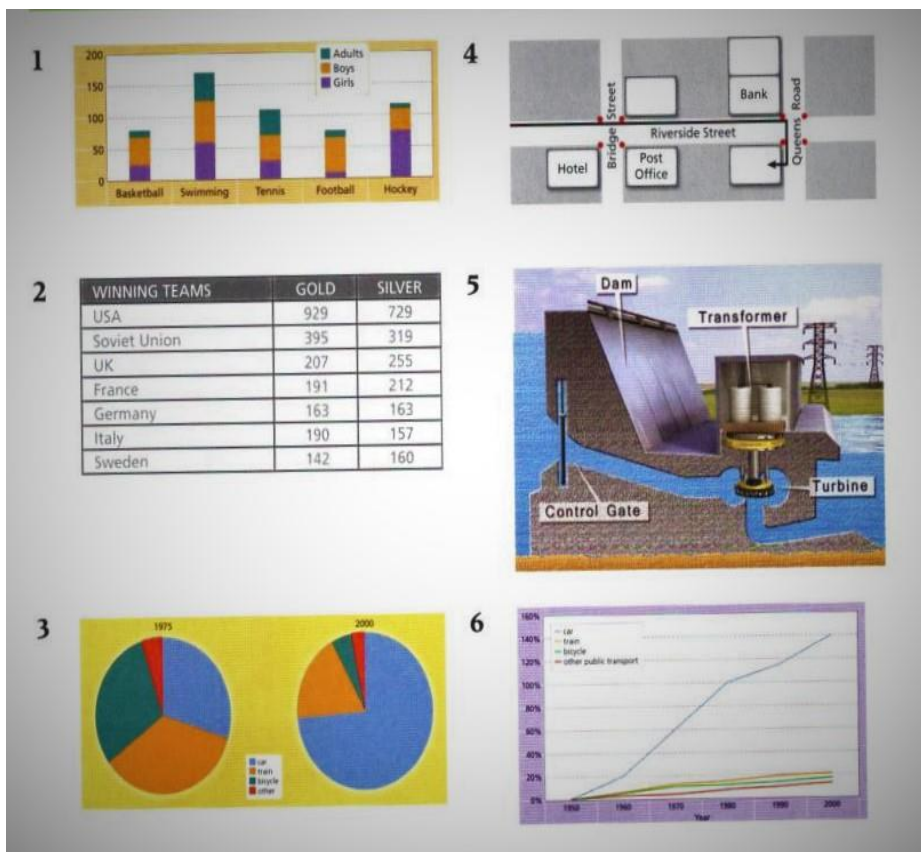 1
200
150
100
50
0
Adults
Boys
Girls
Basketball Swimming Tennis Football Hockey
2
WINNING TEAMS GOLD SILVER
USA 929 729
Soviet Union 395 319
UK 207 255
France 191 212
Germany 163 163
Italy 190 157
Sweden 142 160
3
1975 2000
car
train
bicycle
other
4
Bridge Street
Queens Road
Bank
Riverside Street
Hotel
Post
Office
5
Dam
Transformer
Turbine
Control Gate
6
160%
140%
120%
100%
80%
60%
40%
20%
0%
car
train
bicycle
other public transport
1950 1960 1970 1980 1990 2000
Year